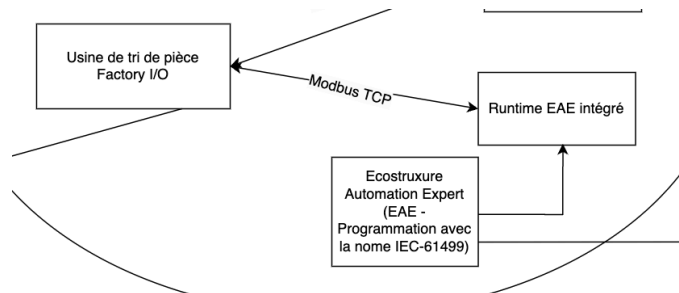 Usine de tri de pièce
Factory I/O
Modbus TCP
Runtime EAE intégré
Ecostruxure
Automation Expert
(EAE -
Programmation avec
la nome IEC-61499)